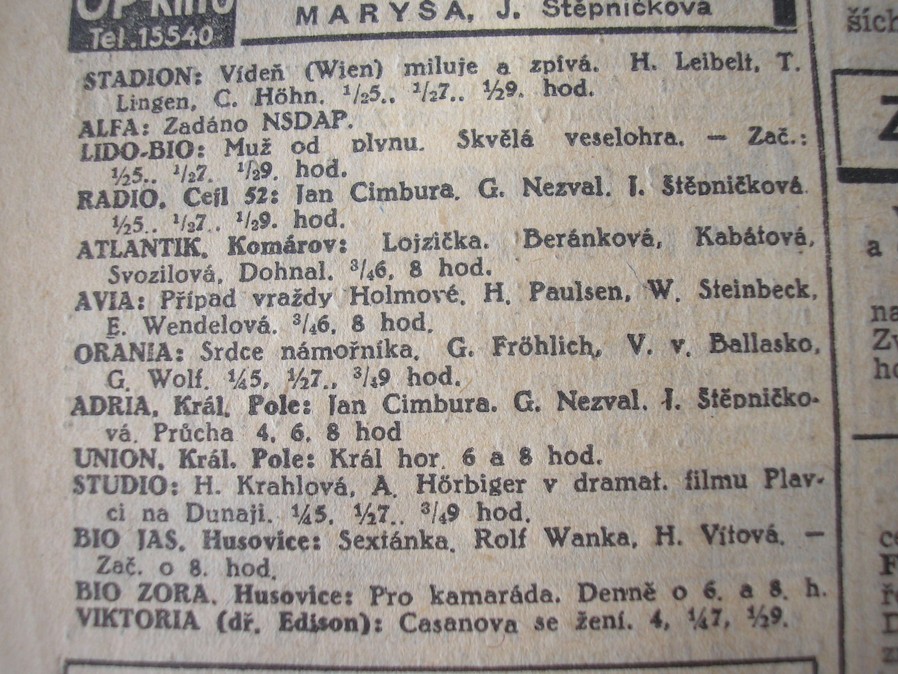 OP kino
Tel.15540
MARYŠA, J. Štěpničková
STADION: Vídeň (Wien) miluje a zpívá. H. Leibelt, T.
Lingen, C. Höhn. ½5.. ½7.. ½9. hod.
ALFA: Zadáno NSDAP.
LIDO-BIO: Muž od plynu. Skvělá veselohra. — Zač.:
½5.. ½7. ½9. hod.
RADIO, Cejl 52: Jan Cimbura. G. Nezval. J. Štěpničková
½5.. ½7.. ½9. hod.
ATLANTIK, Komárov: Lojzička. Beránková, Kabátová,
Svozilová, Dohnal. ¾6, 8 hod.
AVIA: Případ vraždy Holmové. H. Paulsen, W. Steinbeck,
E. Wendelová. ¾6, 8 hod.
ORANIA: Srdce námořníka. G. Fröhlich, V. v. Ballasko,
G. Wolf. ¼5, ½7., ¾9 hod.
ADRIA, Král. Pole: Jan Cimbura. G. Nezval. J. Štěpničko-
vá. Průcha 4, 6, 8 hod
UNION, Král. Pole: Král hor. 6 a 8 hod.
STUDIO: H. Krahlová, A. Hörbiger v dramat. filmu Plav-
ci na Dunaji. ¼5, ½7.. ¾9 hod.
BIO JAS, Husovice: Sextánka. Rolf Wanka, H. Vítová. —
Zač. o 8. hod.
BIO ZORA, Husovice: Pro kamaráda. Denně o 6. a 8. h.
VIKTORIA (dř. Edison): Casanova se žení. 4, ¼7, ½9.